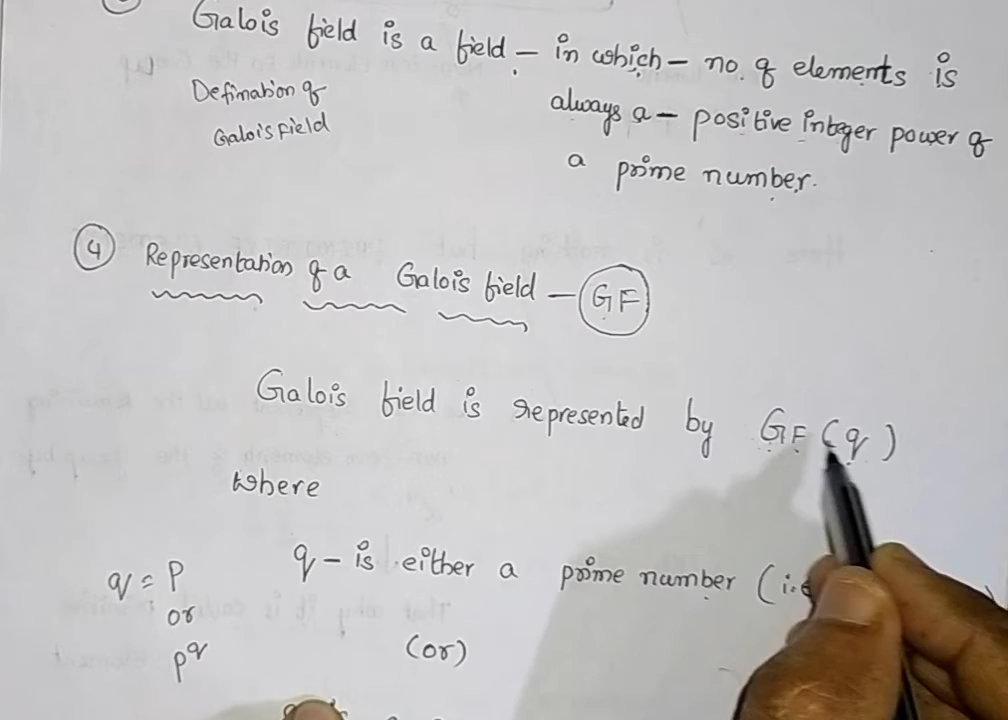 Galois field is a field - in which - no of elements is
Defination of
Galois Field
always a - positive integer power of
a prime number.
4 Representation of a Galois field - GF
Galois field is represented by GF(q)
where
q = P
or
p^q
q - is either a prime number (i.e
(or)